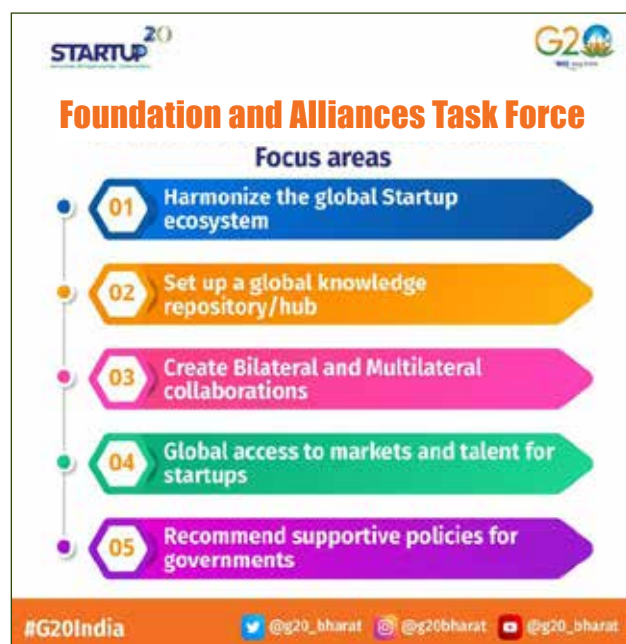 STARTUP20
G20
Foundation and Alliances Task Force
Focus areas
01 Harmonize the global Startup
ecosystem
02 Set up a global knowledge
repository/hub
03 Create Bilateral and Multilateral
collaborations
04 Global access to markets and talent for
startups
05 Recommend supportive policies for
governments
#G20India @g20_bharat @g20bharat @g20_bharat